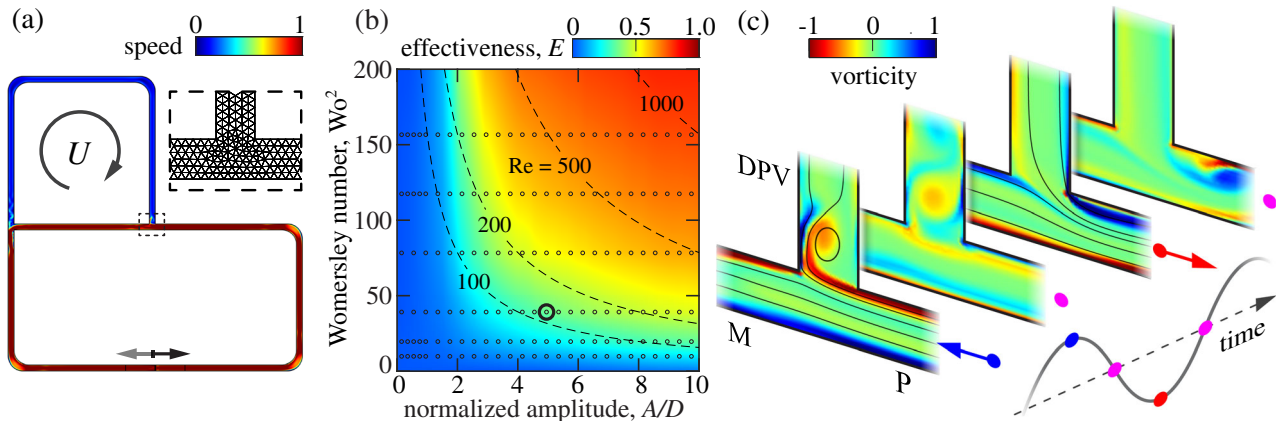 (a)
0 1
speed
U
(b)
effectiveness, E
0 0.5 1.0
Womersley number, Wo²
200
150
100
50
0
1000
Re = 500
200
100
0 2 4 6 8 10
normalized amplitude, A/D
(c)
-1 0 1
vorticity
DPV
M
P
time